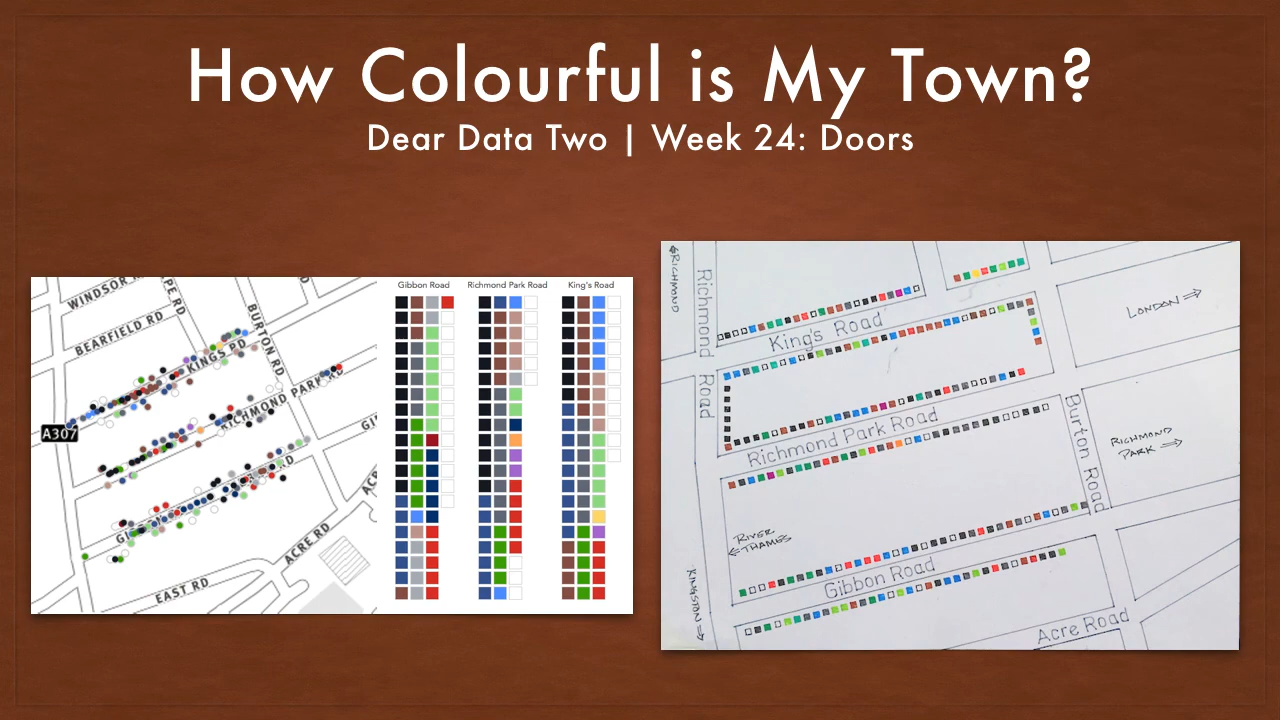 How Colourful is My Town?
Dear Data Two | Week 24: Doors
WINDSOR
BEARFIELD RD
BURTON RD
KINGS RD
RICHMOND PARK RD
A307
ACRE RD
EAST RD
Gibbon Road
Richmond Park Road
King's Road
RICHMOND
Richmond Road
King's Road
LONDON →
Richmond Park Road
Burton Road
RICHMOND
PARK →
RIVER
← THAMES
Gibbon Road
KINGSTON →
Acre Road